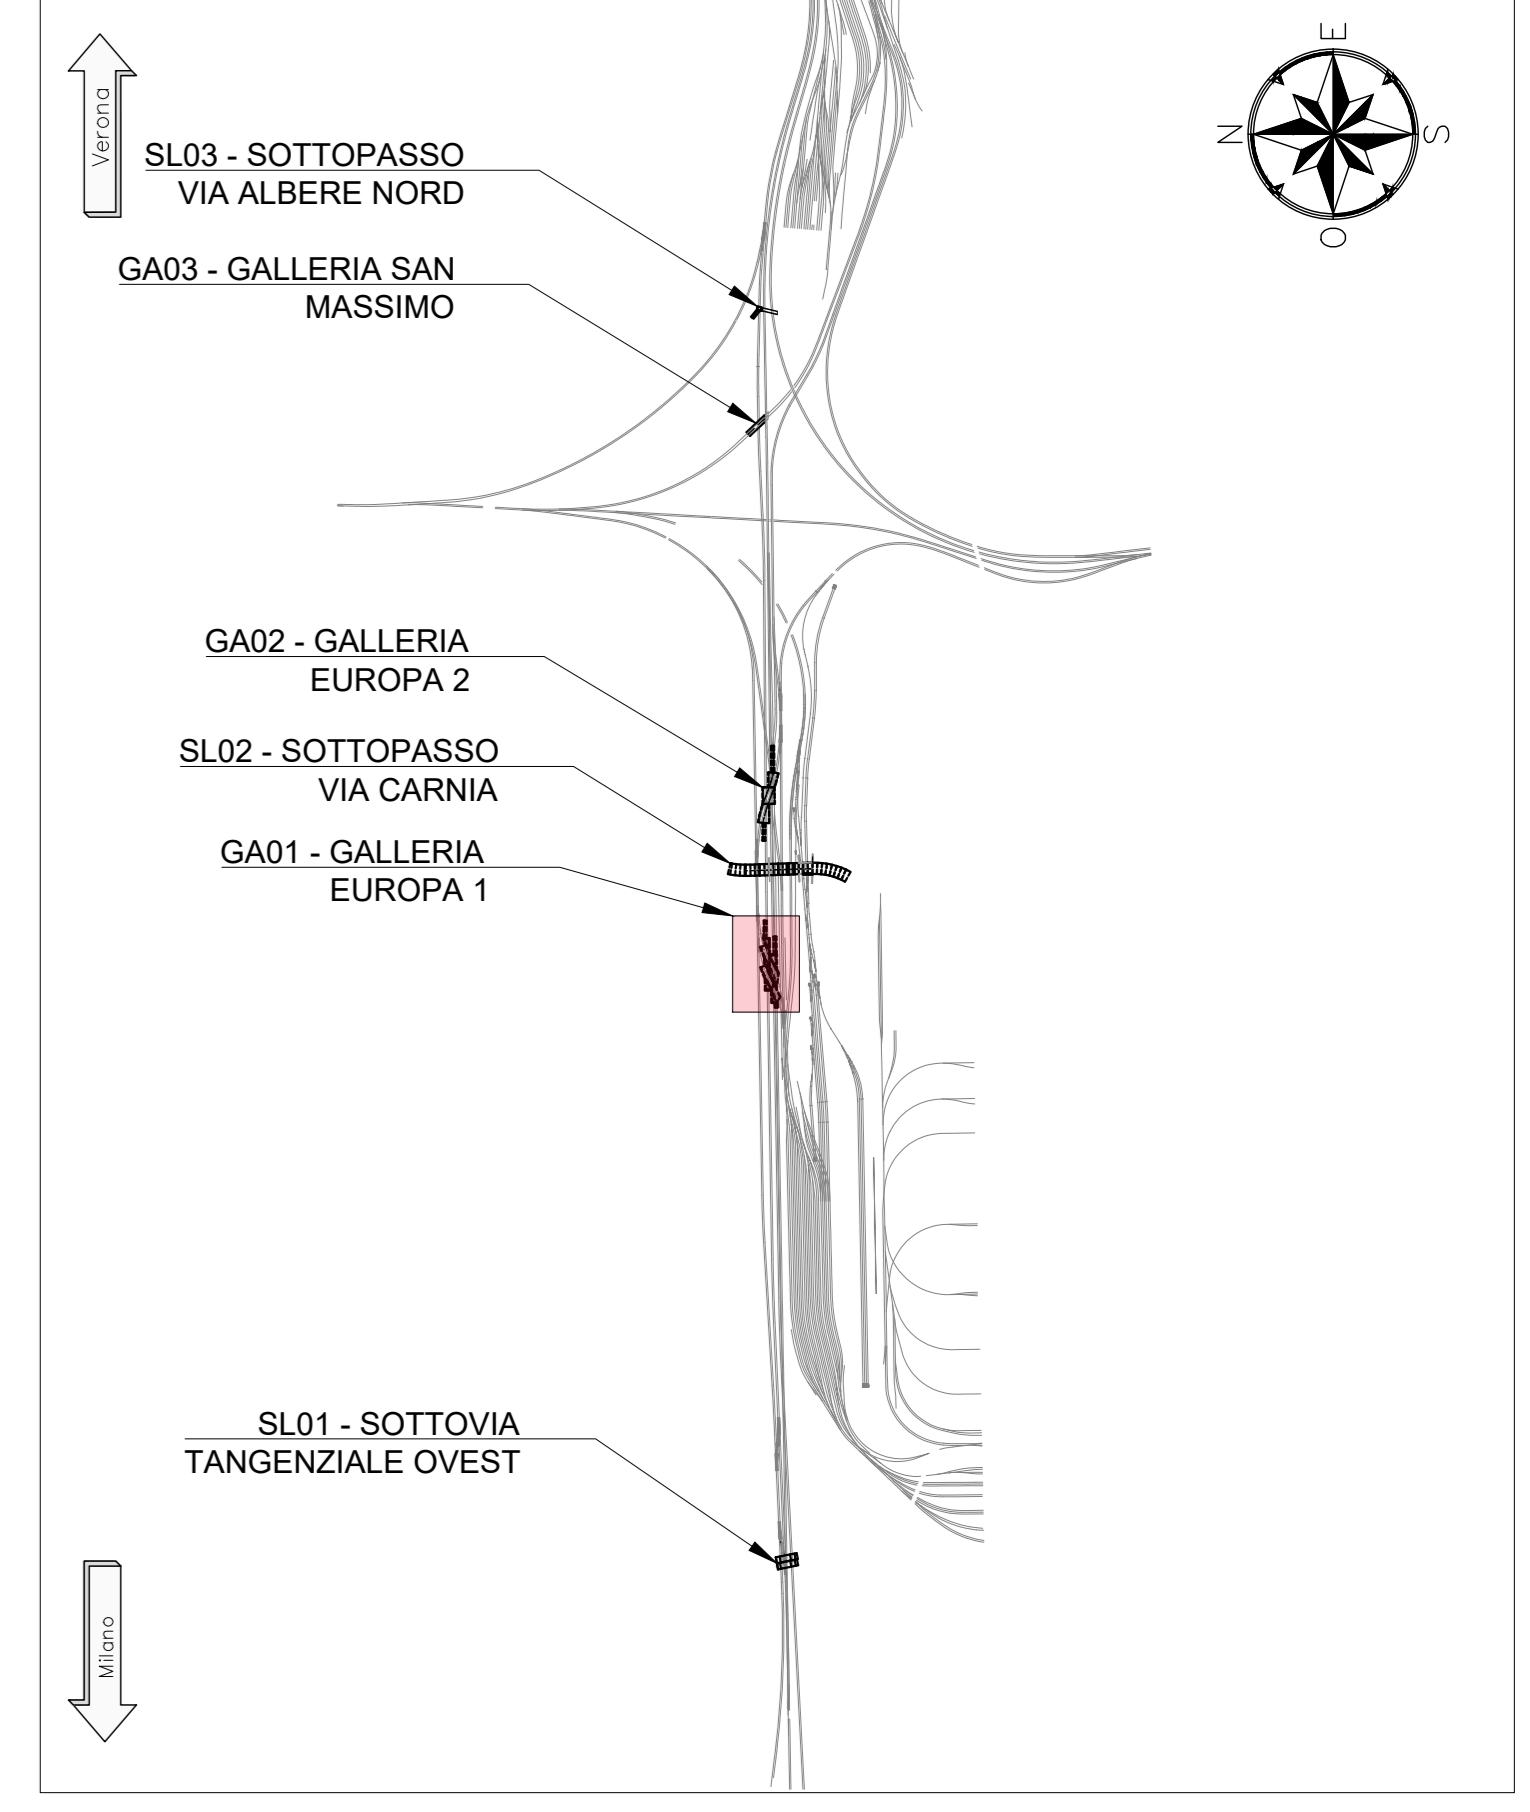 E
N
S
O
Verona
SL03 - SOTTOPASSO
VIA ALBERE NORD
GA03 - GALLERIA SAN
MASSIMO
GA02 - GALLERIA
EUROPA 2
SL02 - SOTTOPASSO
VIA CARNIA
GA01 - GALLERIA
EUROPA 1
SL01 - SOTTOVIA
TANGENZIALE OVEST
Milano